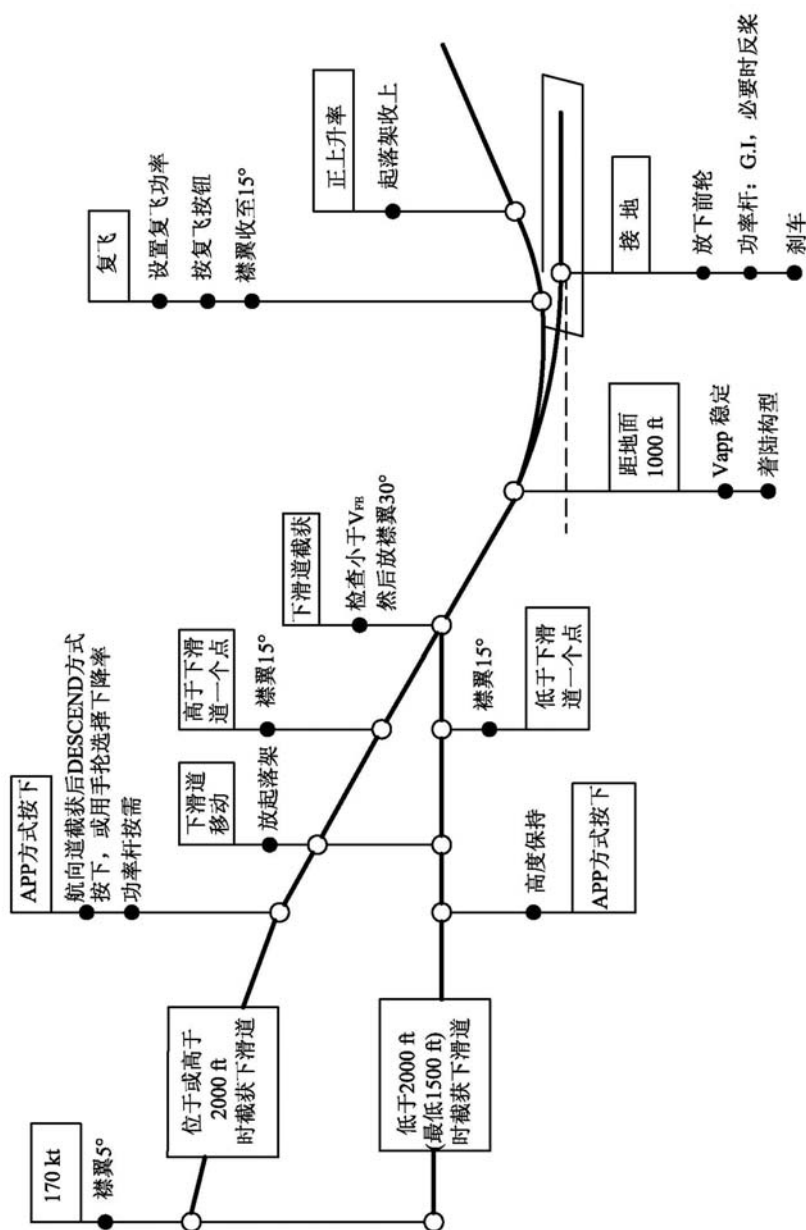 170 kt
襟翼5°
位于或高于
2000 ft
时截获下滑道
低于2000 ft
(最低1500 ft)
时截获下滑道
APP方式按下
航向道截获后DESCEND方式
按下，或用手抡选择下降率
功率杆按需
高度保持
APP方式按下
下滑道
移动
放起落架
高于下滑
道一个点
襟翼15°
襟翼15°
低于下滑
道一个点
下滑道截获
检查小于VFE
然后放襟翼30°
距地面
1000 ft
Vapp 稳定
着陆构型
复飞
设置复飞功率
按复飞按钮
襟翼收至15°
正上升率
起落架收上
接 地
放下前轮
功率杆：G.I，必要时反桨
刹车